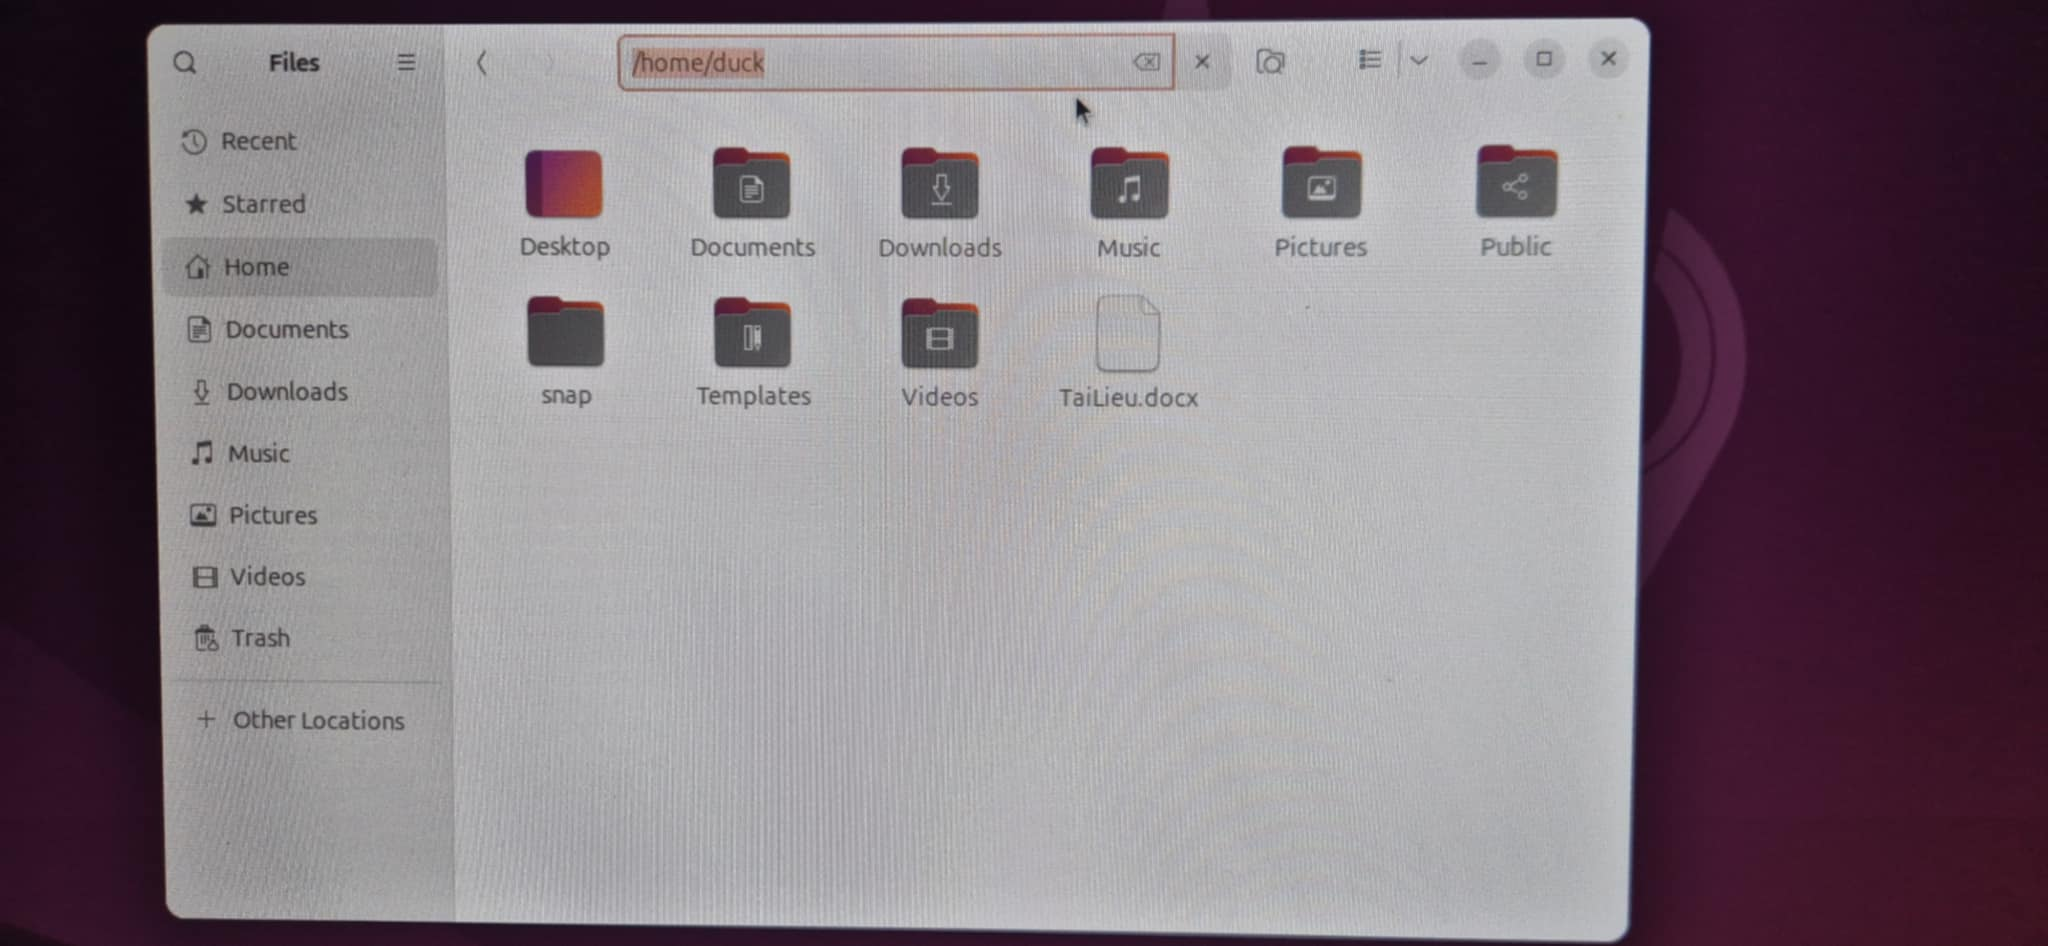 Files
/home/duck
Recent
Starred
Home
Documents
Downloads
Music
Pictures
Videos
Trash
Other Locations
Desktop
Documents
Downloads
Music
Pictures
Public
snap
Templates
Videos
TaiLieu.docx